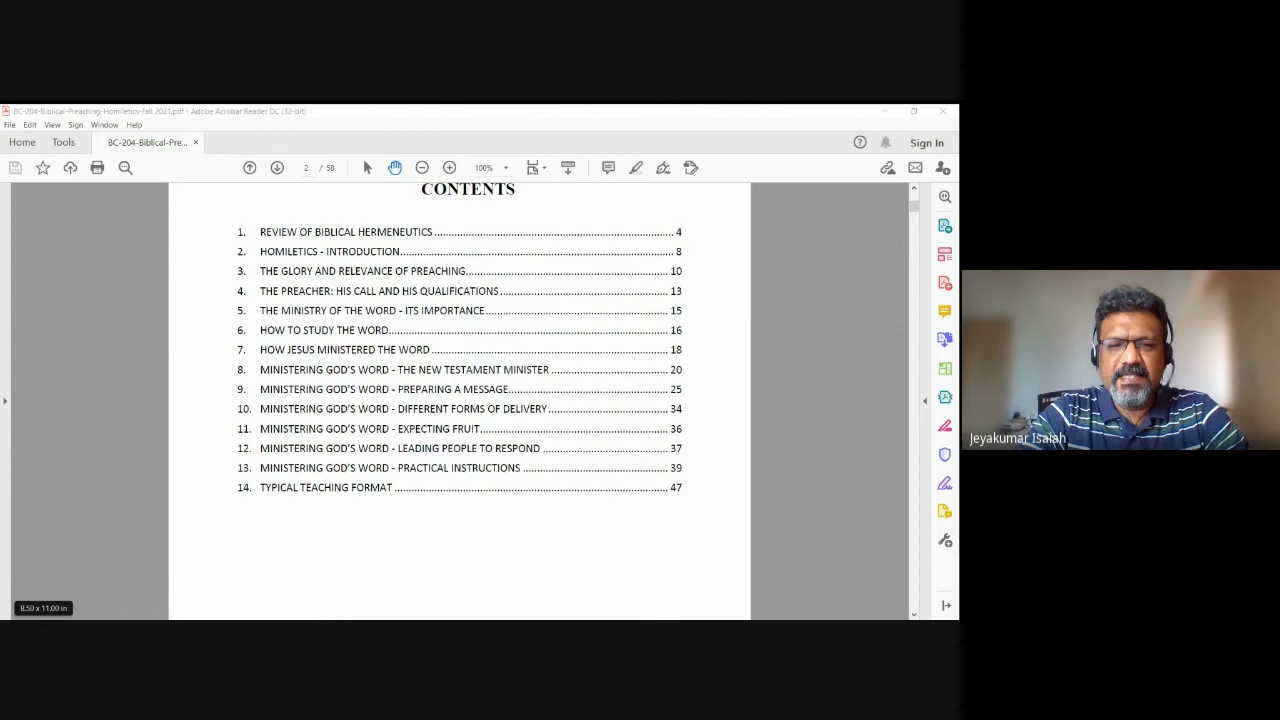 BC-204-Biblical-Preaching-Homiletics-Fall 2021.pdf - Adobe Acrobat Reader DC (32-bit)
File Edit View Sign Window Help
Home Tools BC-204-Biblical-Pre... × Sign In
2 / 58 100%
CONTENTS
1. REVIEW OF BIBLICAL HERMENEUTICS 4
2. HOMILETICS - INTRODUCTION 8
3. THE GLORY AND RELEVANCE OF PREACHING 10
4. THE PREACHER: HIS CALL AND HIS QUALIFICATIONS 13
5. THE MINISTRY OF THE WORD - ITS IMPORTANCE 15
6. HOW TO STUDY THE WORD 16
7. HOW JESUS MINISTERED THE WORD 18
8. MINISTERING GOD'S WORD - THE NEW TESTAMENT MINISTER 20
9. MINISTERING GOD'S WORD - PREPARING A MESSAGE 25
10. MINISTERING GOD'S WORD - DIFFERENT FORMS OF DELIVERY 34
11. MINISTERING GOD'S WORD - EXPECTING FRUIT 36
12. MINISTERING GOD'S WORD - LEADING PEOPLE TO RESPOND 37
13. MINISTERING GOD'S WORD - PRACTICAL INSTRUCTIONS 39
14. TYPICAL TEACHING FORMAT 47
8.50 x 11.00 in
Jeyakumar Isaiah